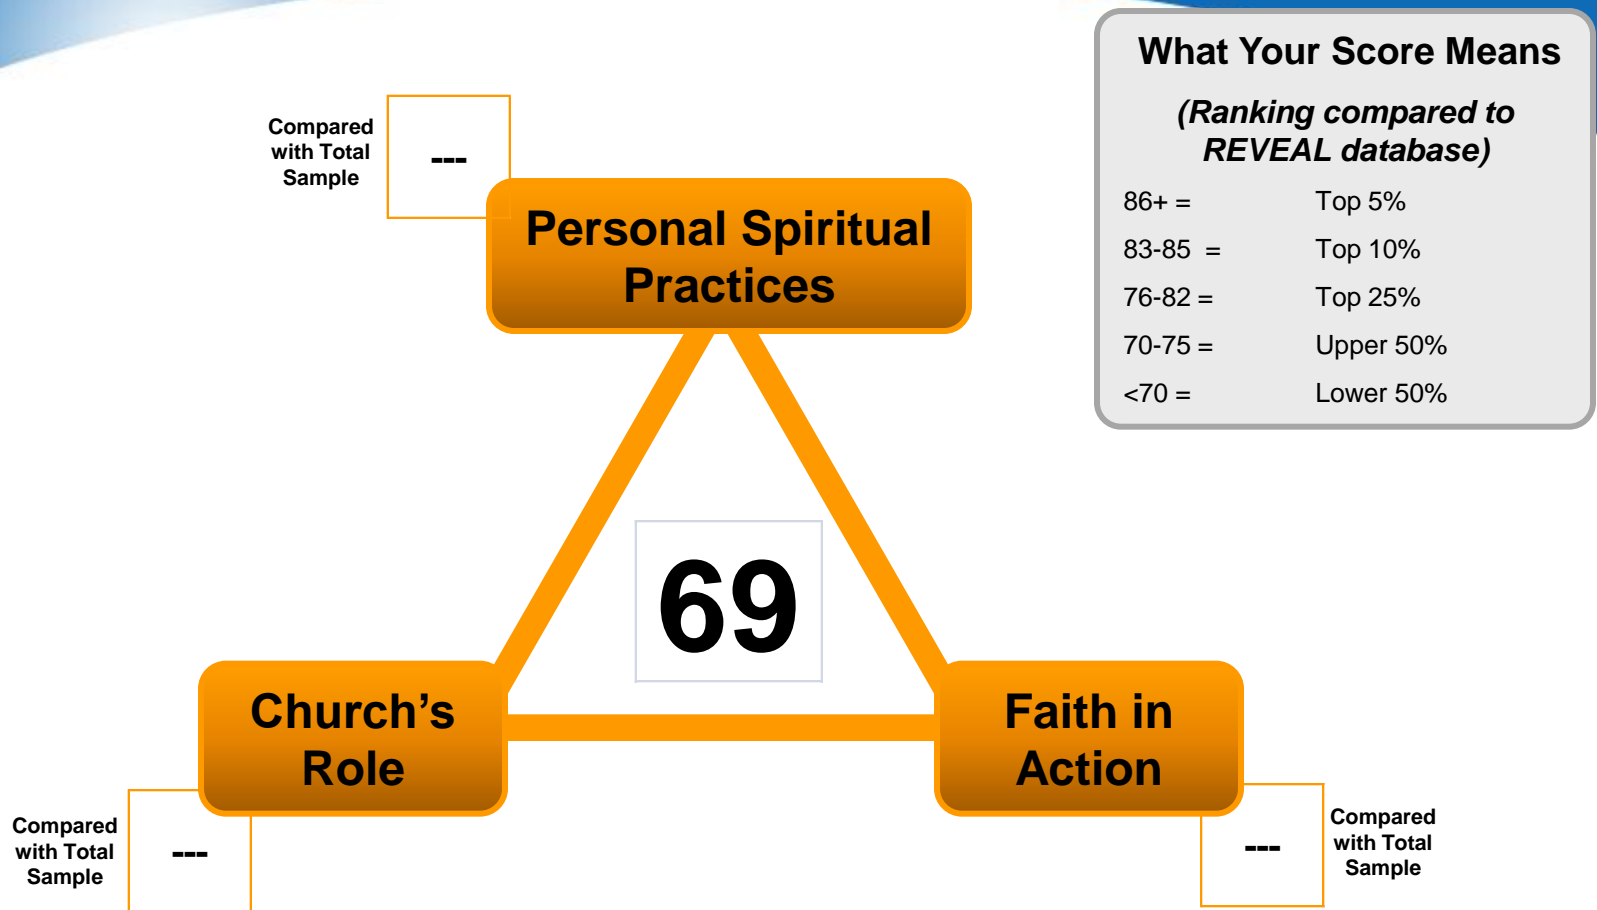 What Your Score Means
(Ranking compared to
REVEAL database)
86+ = Top 5%
83-85 = Top 10%
76-82 = Top 25%
70-75 = Upper 50%
<70 = Lower 50%
Compared
with Total
Sample
---
Personal Spiritual
Practices
69
Church’s
Role
Faith in
Action
Compared
with Total
Sample
---
---
Compared
with Total
Sample